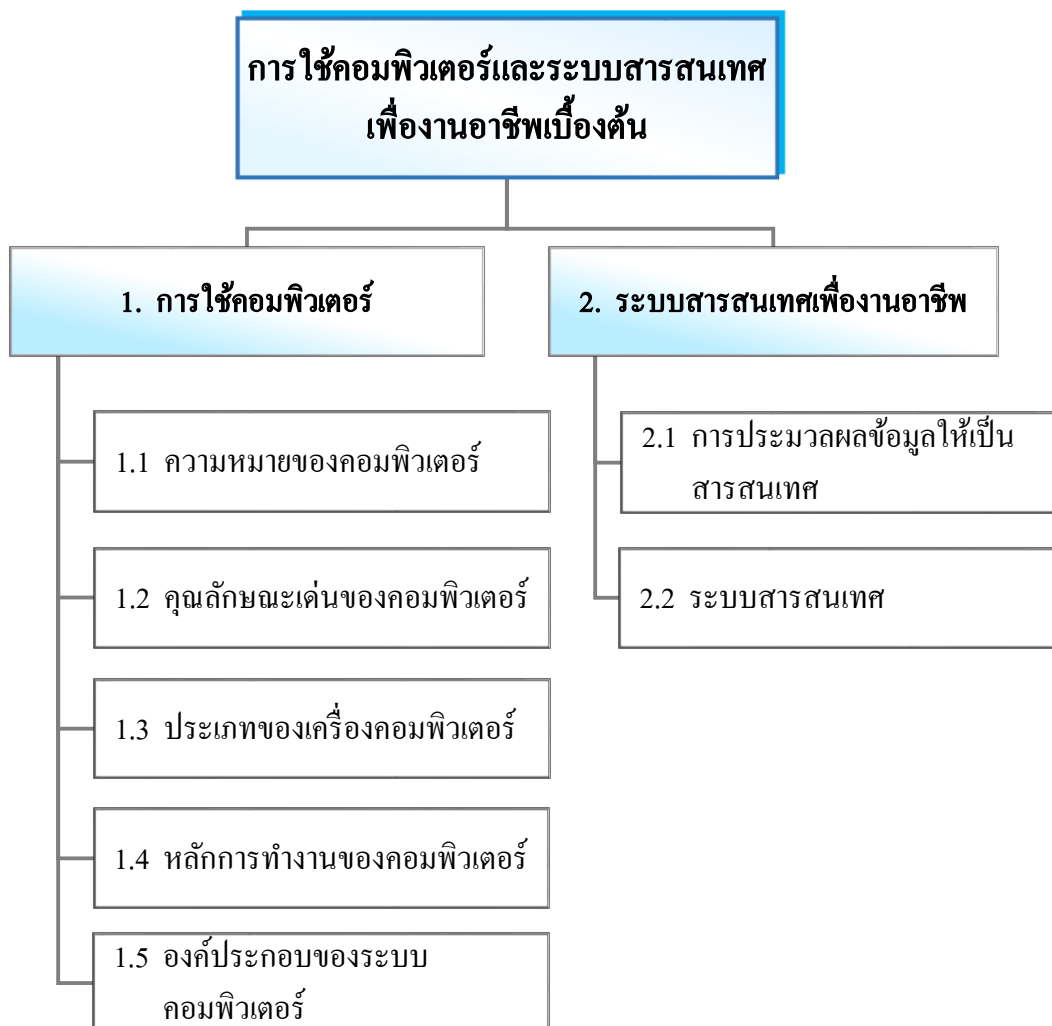 การใช้คอมพิวเตอร์และระบบสารสนเทศ
เพื่องานอาชีพเบื้องต้น
1. การใช้คอมพิวเตอร์
1.1 ความหมายของคอมพิวเตอร์
1.2 คุณลักษณะเด่นของคอมพิวเตอร์
1.3 ประเภทของเครื่องคอมพิวเตอร์
1.4 หลักการทำงานของคอมพิวเตอร์
1.5 องค์ประกอบของระบบ
คอมพิวเตอร์
2. ระบบสารสนเทศเพื่องานอาชีพ
2.1 การประมวลผลข้อมูลให้เป็น
สารสนเทศ
2.2 ระบบสารสนเทศ